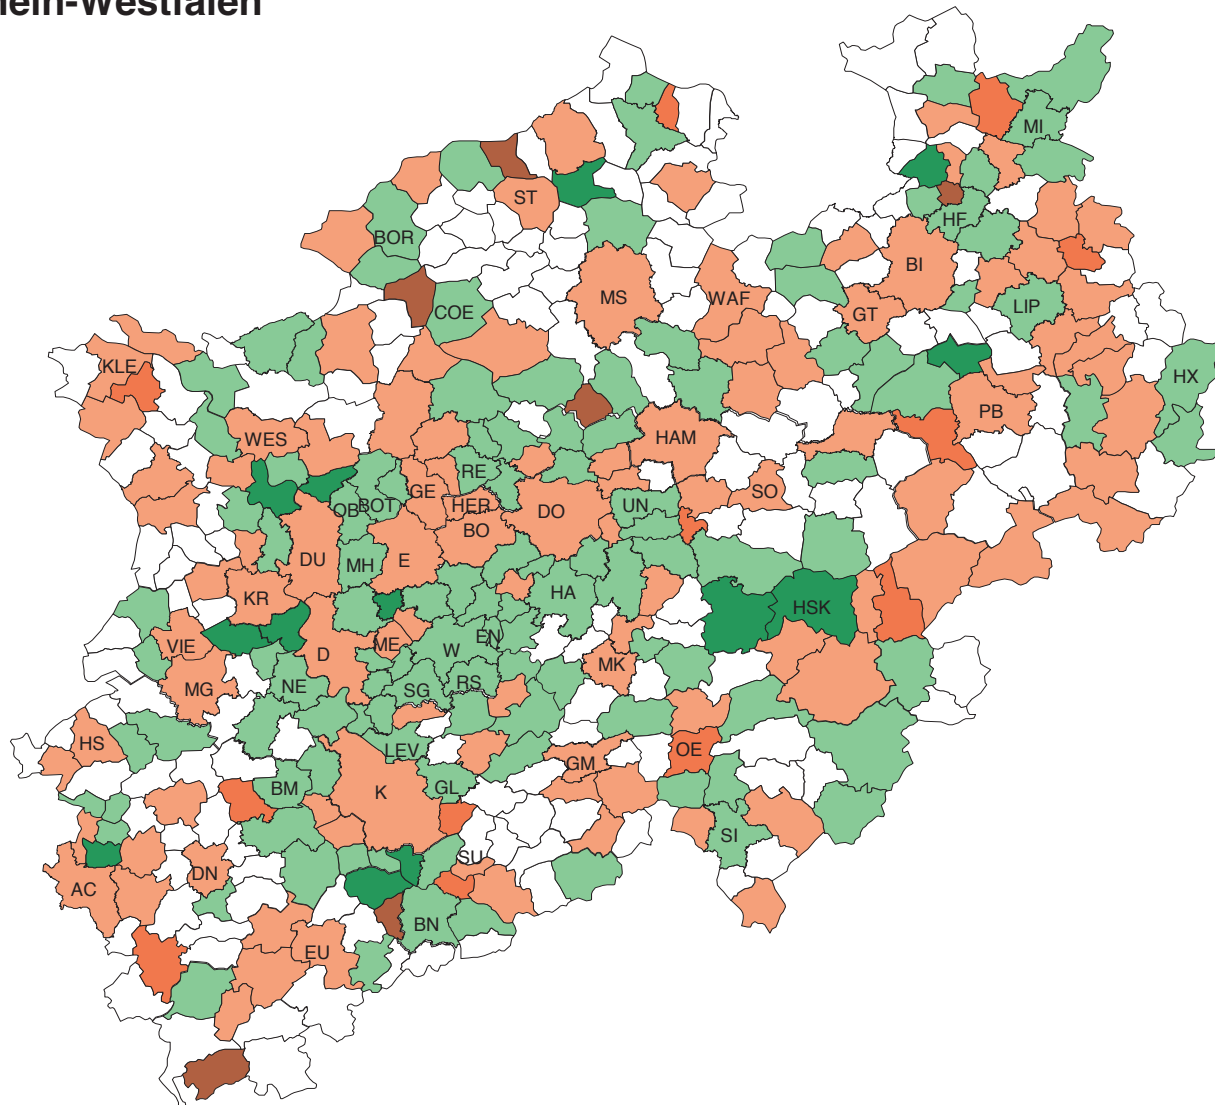 hein-Westfalen
MI
ST
HF
BOR
BI
MS
WAF
LIP
COE
GT
KLE
HX
PB
WES
HAM
RE
GE
SO
OB
BOT
HER
UN
DO
BO
DU
MH
E
HA
KR
HSK
EN
VIE
ME
W
D
MK
MG
NE
SG
RS
HS
LEV
OE
GM
BM
K
GL
SI
SU
DN
AC
BN
EU